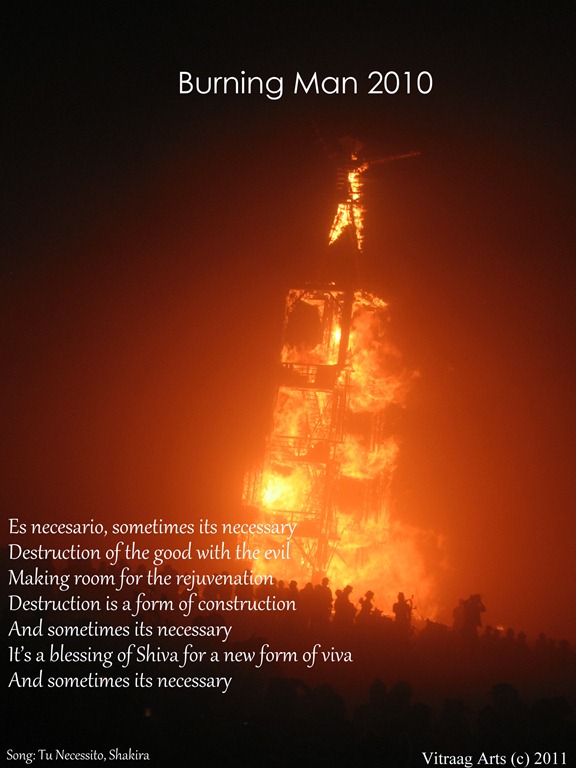 Burning Man 2010
Es necesario, sometimes its necessary
Destruction of the good with the evil
Making room for the rejuvenation
Destruction is a form of construction
And sometimes its necessary
It's a blessing of Shiva for a new form of viva
And sometimes its necessary
Song: Tu Necessito, Shakira
Vitraag Arts (c) 2011